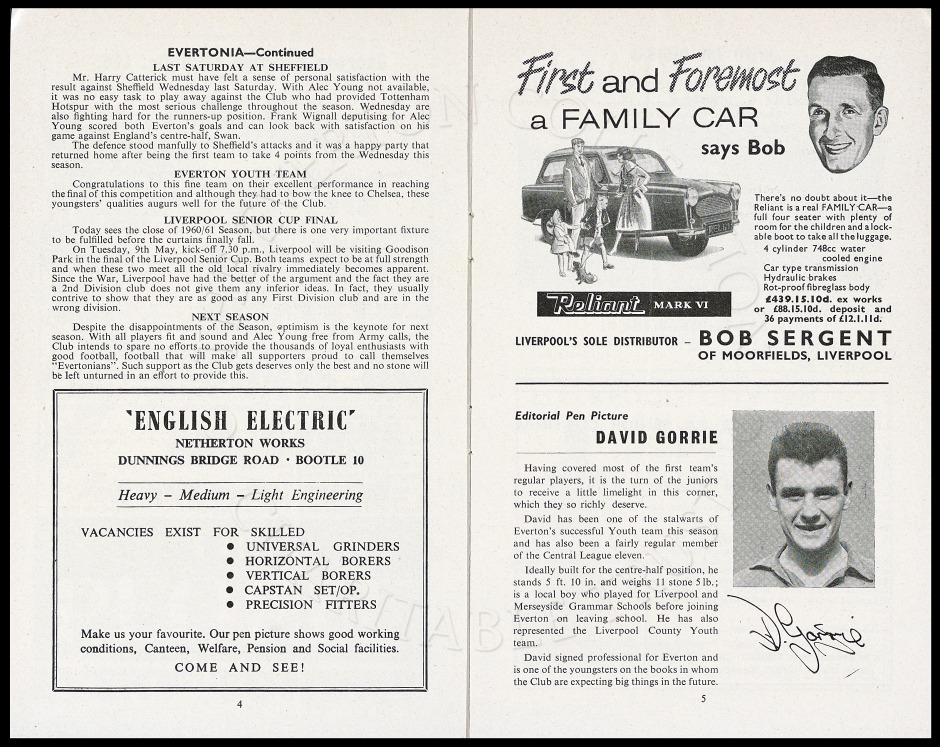 EVERTONIA—Continued
LAST SATURDAY AT SHEFFIELD
Mr. Harry Catterick must have felt a sense of personal satisfaction with the
result against Sheffield Wednesday last Saturday. With Alec Young not available,
it was no easy task to play away against the Club who had provided Tottenham
Hotspur with the most serious challenge throughout the season. Wednesday are
also fighting hard for the runners-up position. Frank Wignall deputising for Alec
Young scored both Everton's goals and can look back with satisfaction on his
game against England's centre-half, Swan.
The defence stood manfully to Sheffield's attacks and it was a happy party that
returned home after being the first team to take 4 points from the Wednesday this
season.
EVERTON YOUTH TEAM
Congratulations to this fine team on their excellent performance in reaching
the final of this competition and although they had to bow the knee to Chelsea, these
youngsters' qualities augurs well for the future of the Club.
LIVERPOOL SENIOR CUP FINAL
Today sees the close of 1960/61 Season, but there is one very important fixture
to be fulfilled before the curtains finally fall.
On Tuesday, 9th May, kick-off 7.30 p.m., Liverpool will be visiting Goodison
Park in the final of the Liverpool Senior Cup. Both teams expect to be at full strength
and when these two meet all the old local rivalry immediately becomes apparent.
Since the War, Liverpool have had the better of the argument and the fact they are
a 2nd Division club does not give them any inferior ideas. In fact, they usually
contrive to show that they are as good as any First Division club and are in the
wrong division.
NEXT SEASON
Despite the disappointments of the Season, optimism is the keynote for next
season. With all players fit and sound and Alec Young free from Army calls, the
Club intends to spare no efforts to provide the thousands of loyal enthusiasts with
good football, football that will make all supporters proud to call themselves
"Evertonians". Such support as the Club gets deserves only the best and no stone will
be left unturned in an effort to provide this.
'ENGLISH ELECTRIC'
NETHERTON WORKS
DUNNINGS BRIDGE ROAD · BOOTLE 10
Heavy – Medium – Light Engineering
VACANCIES EXIST FOR SKILLED
● UNIVERSAL GRINDERS
● HORIZONTAL BORERS
● VERTICAL BORERS
● CAPSTAN SET/OP.
● PRECISION FITTERS
Make us your favourite. Our pen picture shows good working
conditions, Canteen, Welfare, Pension and Social facilities.
COME AND SEE!
4
First and Foremost
a FAMILY CAR
says Bob
There's no doubt about it—the
Reliant is a real FAMILY CAR—a
full four seater with plenty of
room for the children and a lock-
able boot to take all the luggage.
4 cylinder 748cc water
cooled engine
Car type transmission
Hydraulic brakes
Rot-proof fibreglass body
£439.15.10d. ex works
or £88.15.10d. deposit and
36 payments of £12.1.11d.
Reliant MARK VI
LIVERPOOL'S SOLE DISTRIBUTOR – BOB SERGENT
OF MOORFIELDS, LIVERPOOL
Editorial Pen Picture
DAVID GORRIE
Having covered most of the first team's
regular players, it is the turn of the juniors
to receive a little limelight in this corner,
which they so richly deserve.
David has been one of the stalwarts of
Everton's successful Youth team this season
and has also been a fairly regular member
of the Central League eleven.
Ideally built for the centre-half position, he
stands 5 ft. 10 in. and weighs 11 stone 5 lb.;
is a local boy who played for Liverpool and
Merseyside Grammar Schools before joining
Everton on leaving school. He has also
represented the Liverpool County Youth
team.
David signed professional for Everton and
is one of the youngsters on the books in whom
the Club are expecting big things in the future.
D. Gorrie
5